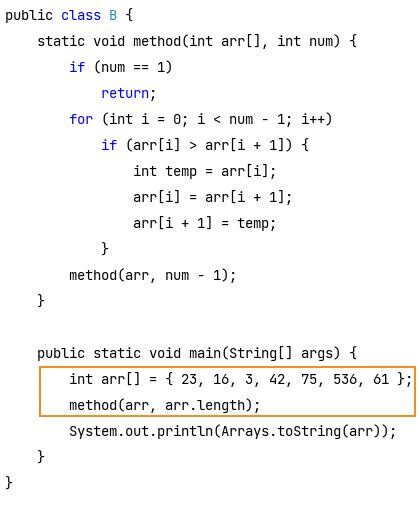 public class B {
    static void method(int arr[], int num) {
        if (num == 1)
            return;
        for (int i = 0; i < num - 1; i++)
            if (arr[i] > arr[i + 1]) {
                int temp = arr[i];
                arr[i] = arr[i + 1];
                arr[i + 1] = temp;
            }
        method(arr, num - 1);
    }

    public static void main(String[] args) {
        int arr[] = { 23, 16, 3, 42, 75, 536, 61 };
        method(arr, arr.length);
        System.out.println(Arrays.toString(arr));
    }
}